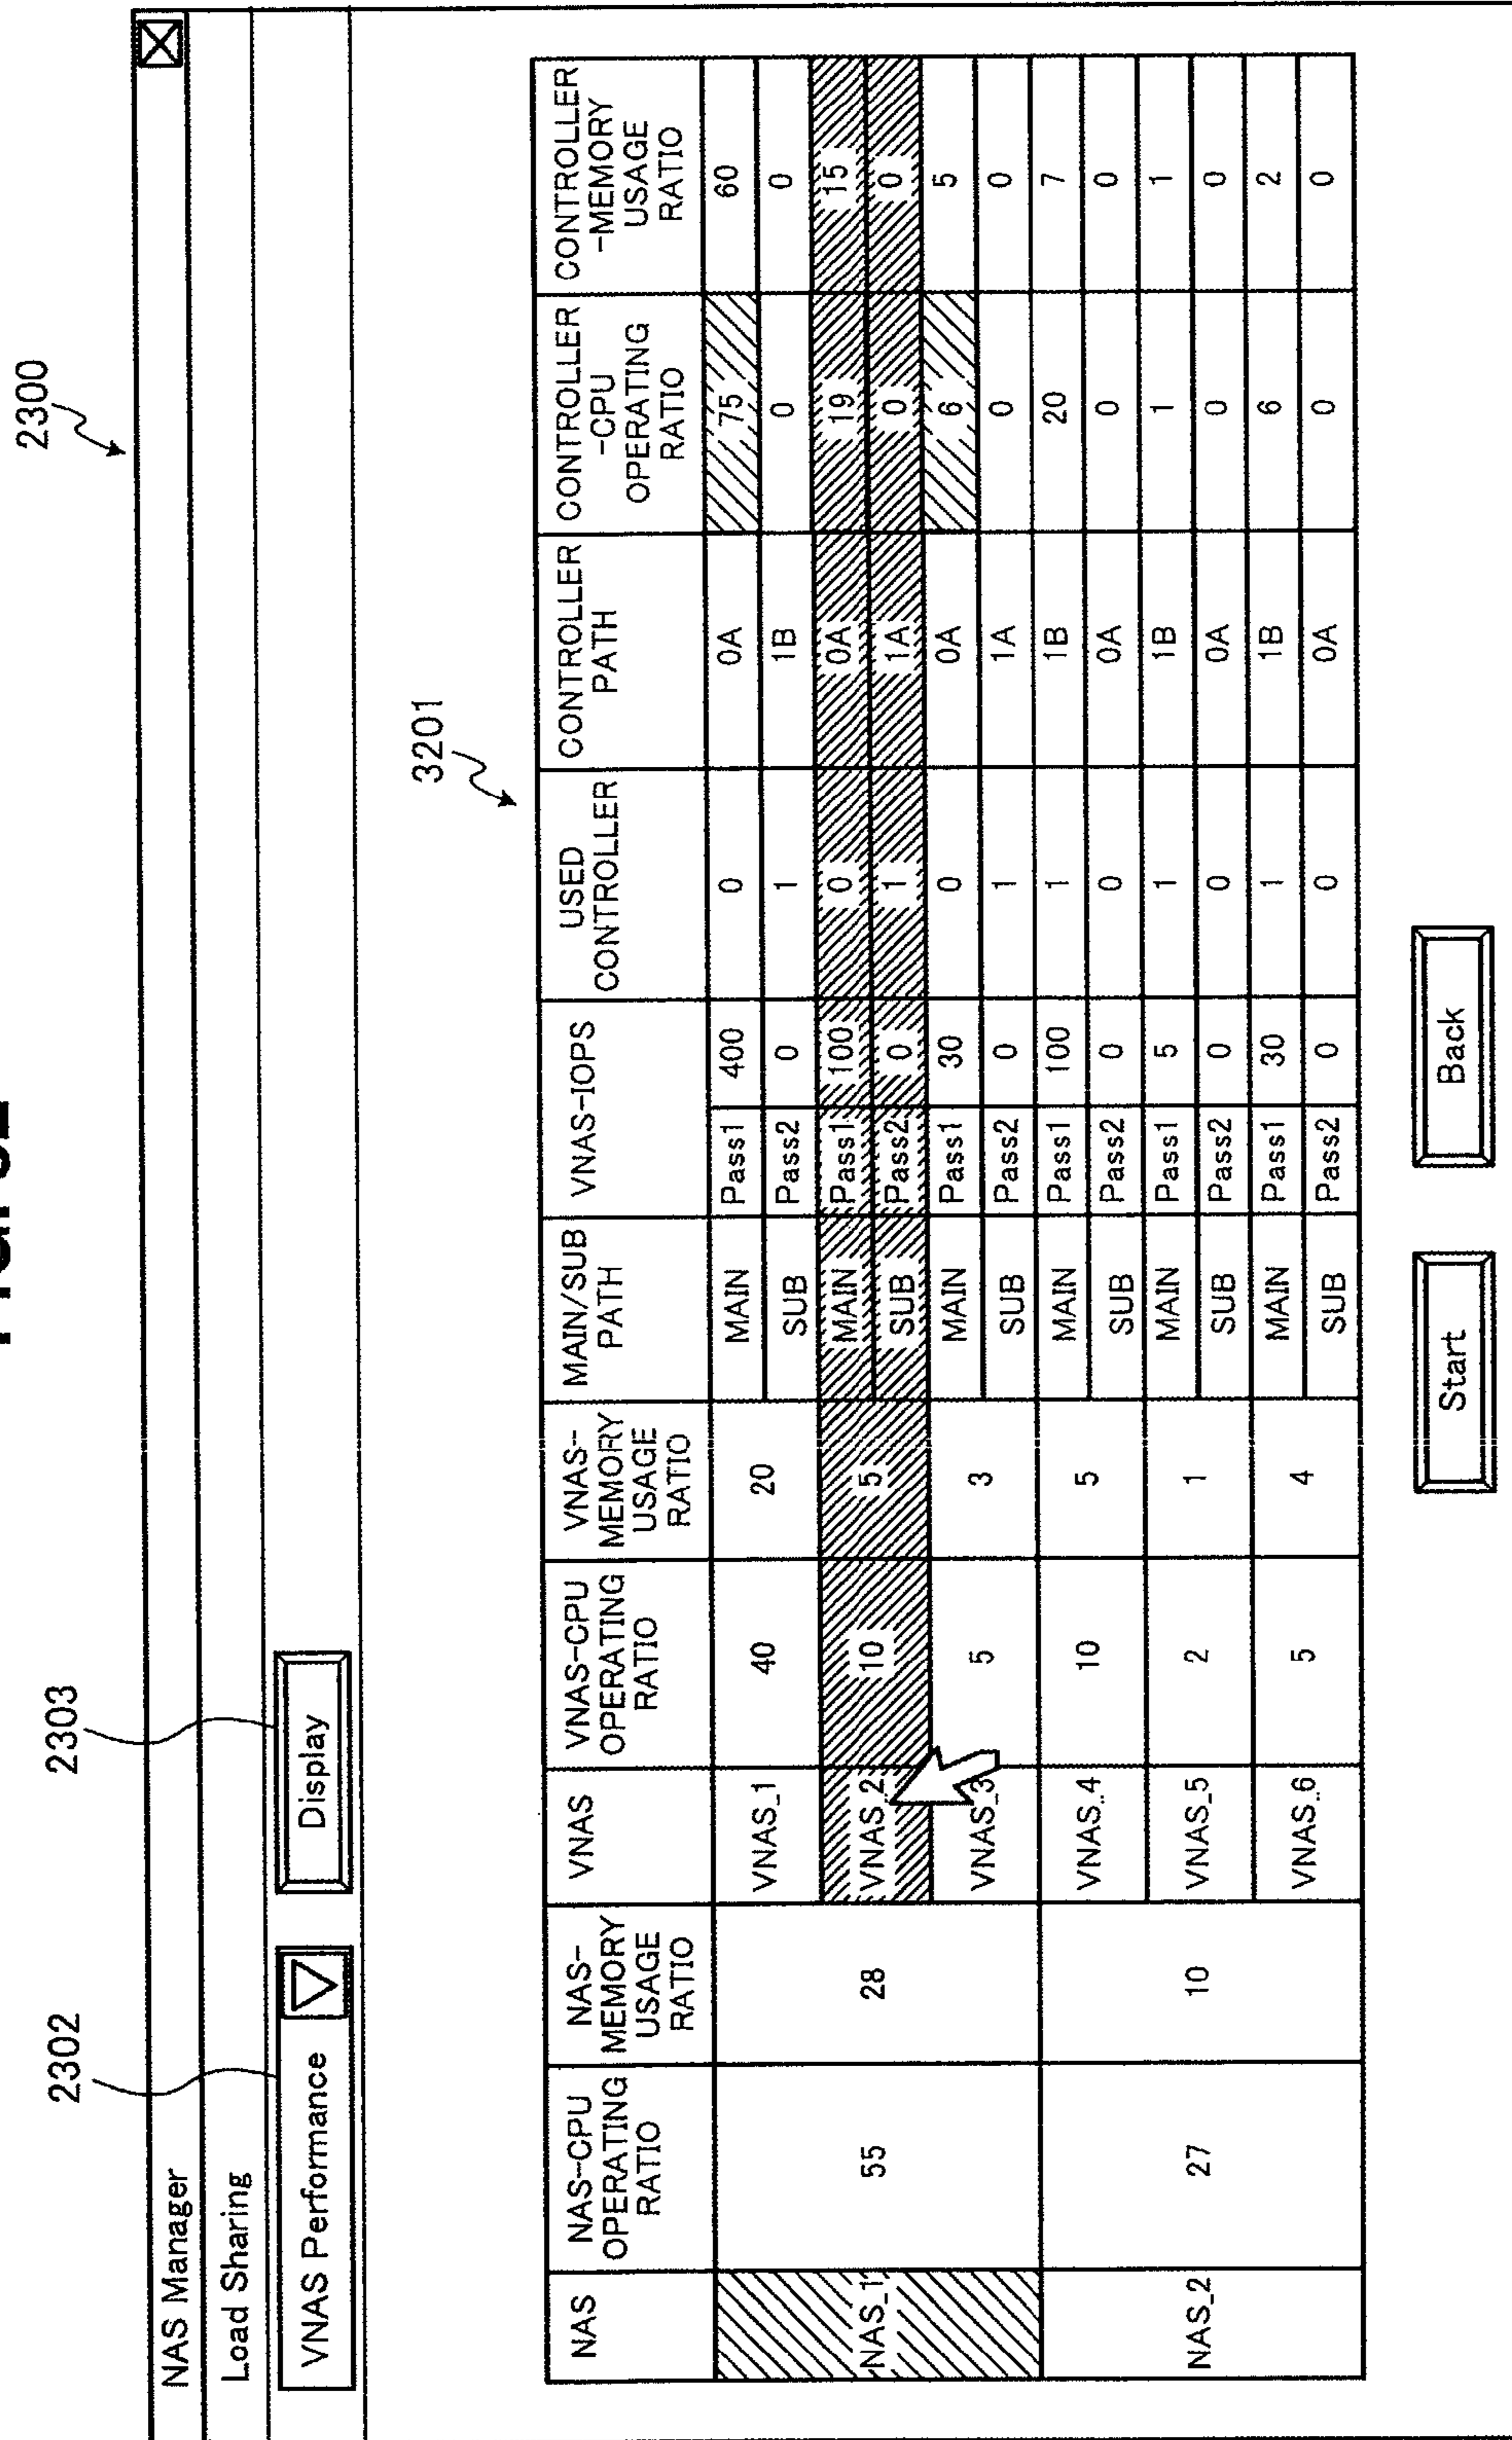 2300
NAS Manager
Load Sharing
2302
2303
VNAS Performance
Display
3201
NAS
NAS-CPU OPERATING RATIO
NAS-MEMORY USAGE RATIO
VNAS
VNAS-CPU OPERATING RATIO
VNAS-MEMORY USAGE RATIO
MAIN/SUB PATH
VNAS-IOPS
USED CONTROLLER
CONTROLLER PATH
CONTROLLER-CPU OPERATING RATIO
CONTROLLER-MEMORY USAGE RATIO
NAS_1 55 28 VNAS_1 40 20 MAIN Pass1 400 0 0A 75 60
SUB Pass2 0 1 1B 0 0
VNAS_2 10 5 MAIN Pass1 100 0 0A 19 15
SUB Pass2 0 1 1A 0 0
VNAS_3 5 3 MAIN Pass1 30 0 0A 6 5
SUB Pass2 0 1 1A 0 0
NAS_2 27 10 VNAS_4 10 5 MAIN Pass1 100 1 1B 20 7
SUB Pass2 0 0 0A 0 0
VNAS_5 2 1 MAIN Pass1 5 1 1B 1 1
SUB Pass2 0 0 0A 0 0
VNAS_6 5 4 MAIN Pass1 30 1 1B 6 2
SUB Pass2 0 0 0A 0 0
Start
Back